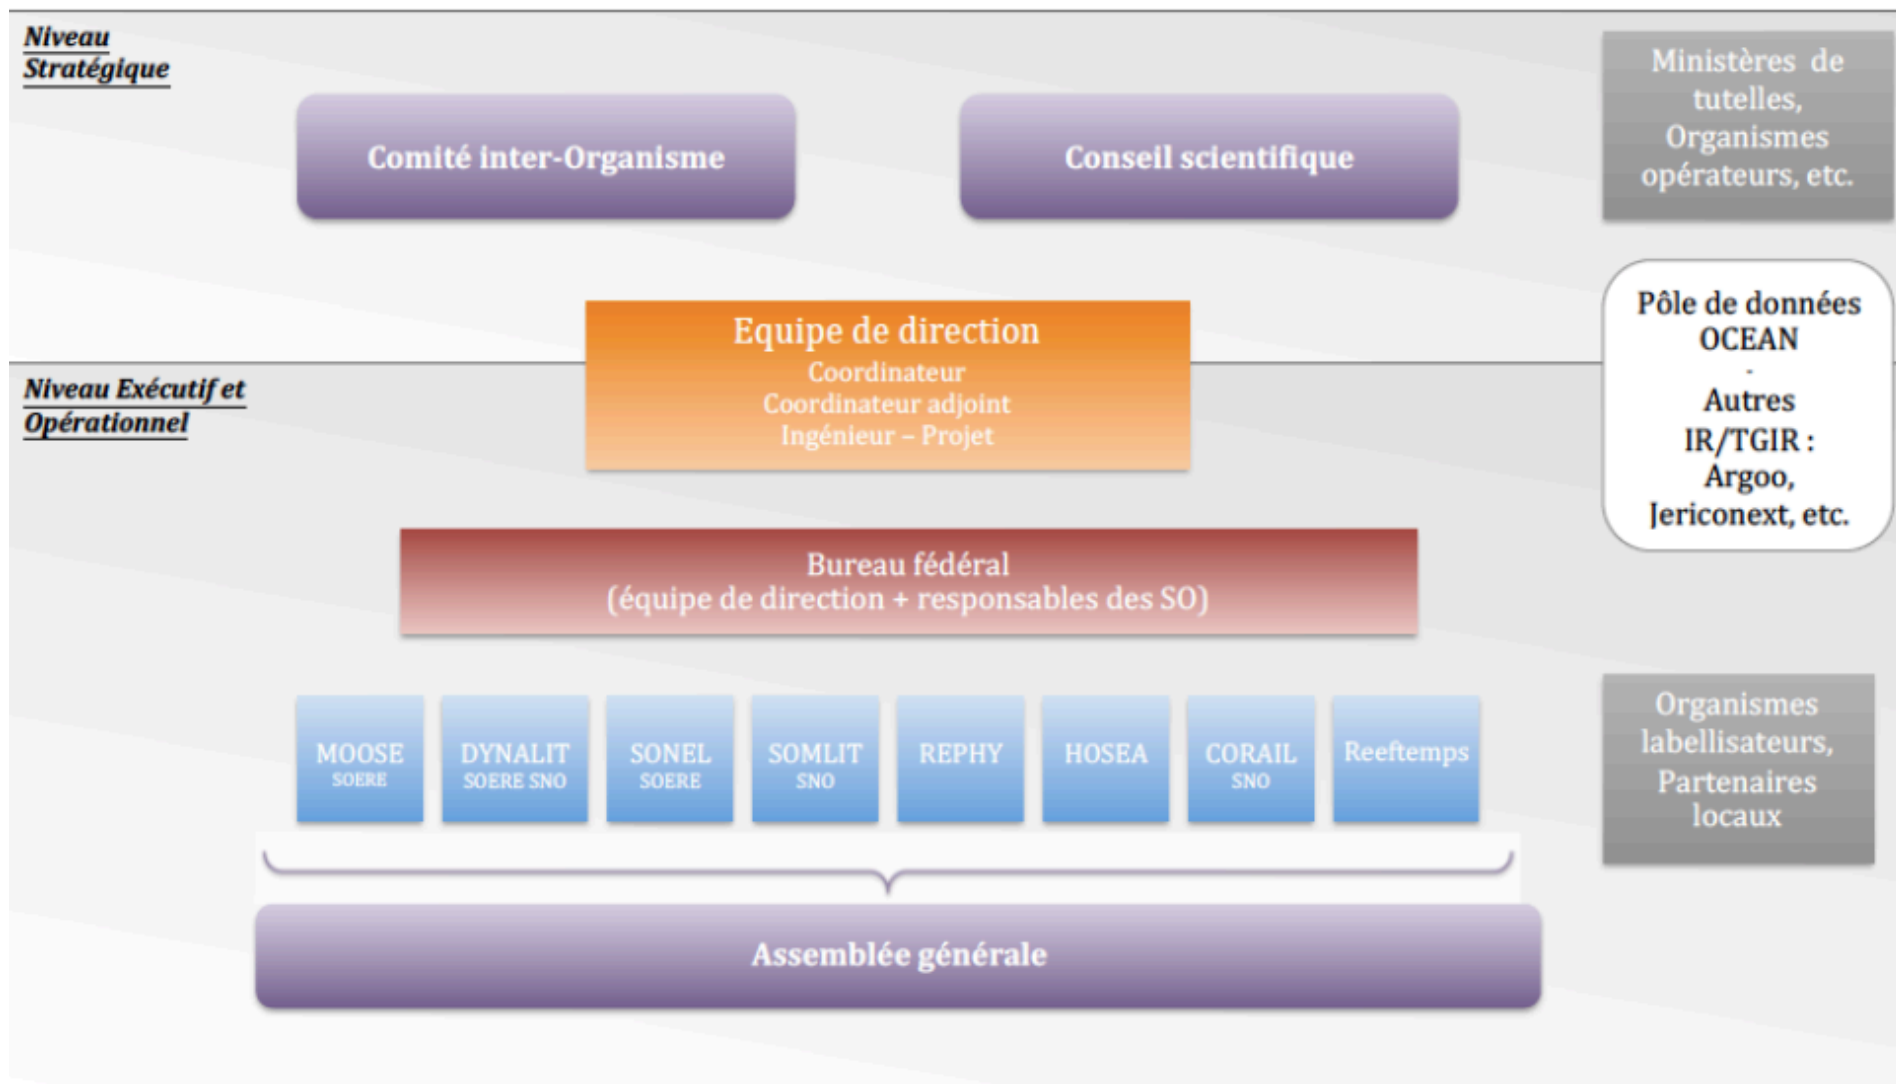 Niveau
Stratégique
Comité inter-Organisme
Conseil scientifique
Ministères de
tutelles,
Organismes
opérateurs, etc.
Equipe de direction
Coordinateur
Coordinateur adjoint
Ingénieur – Projet
Pôle de données
OCEAN
-
Autres
IR/TGIR :
Argoo,
Jericonext, etc.
Niveau Exécutif et
Opérationnel
Bureau fédéral
(équipe de direction + responsables des SO)
MOOSE
SOERE
DYNALIT
SOERE SNO
SONEL
SOERE
SOMLIT
SNO
REPHY
HOSEA
CORAIL
SNO
Reeftemps
Organismes
labellisateurs,
Partenaires
locaux
Assemblée générale